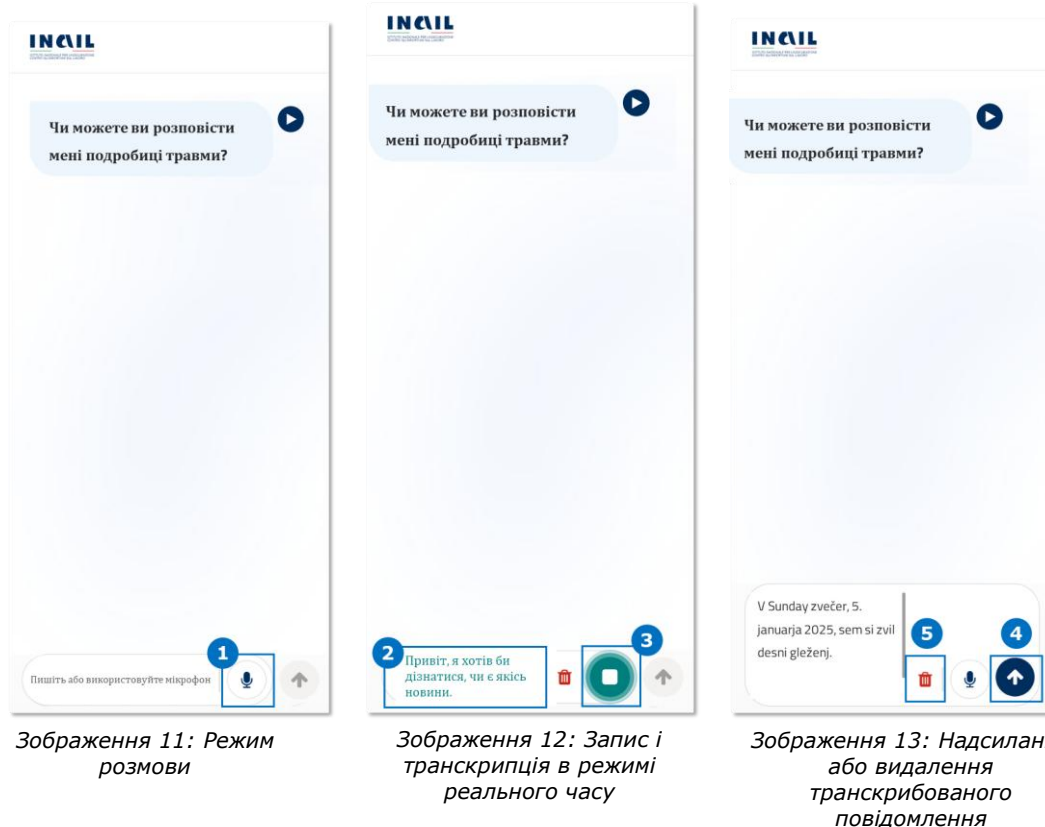 INAIL
Чи можете ви розповісти
мені подробиці травми?
1
Пишіть або використовуйте мікрофон
Зображення 11: Режим
розмови
INAIL
Чи можете ви розповісти
мені подробиці травми?
2
Привіт, я хотів би
дізнатися, чи є якісь
новини.
3
Зображення 12: Запис і
транскрипція в режимі
реального часу
INAIL
Чи можете ви розповісти
мені подробиці травми?
V Sunday zvečer, 5.
januarja 2025, sem si zvil
desni gleženj.
5
4
Зображення 13: Надсилан
або видалення
транскрибованого
повідомлення